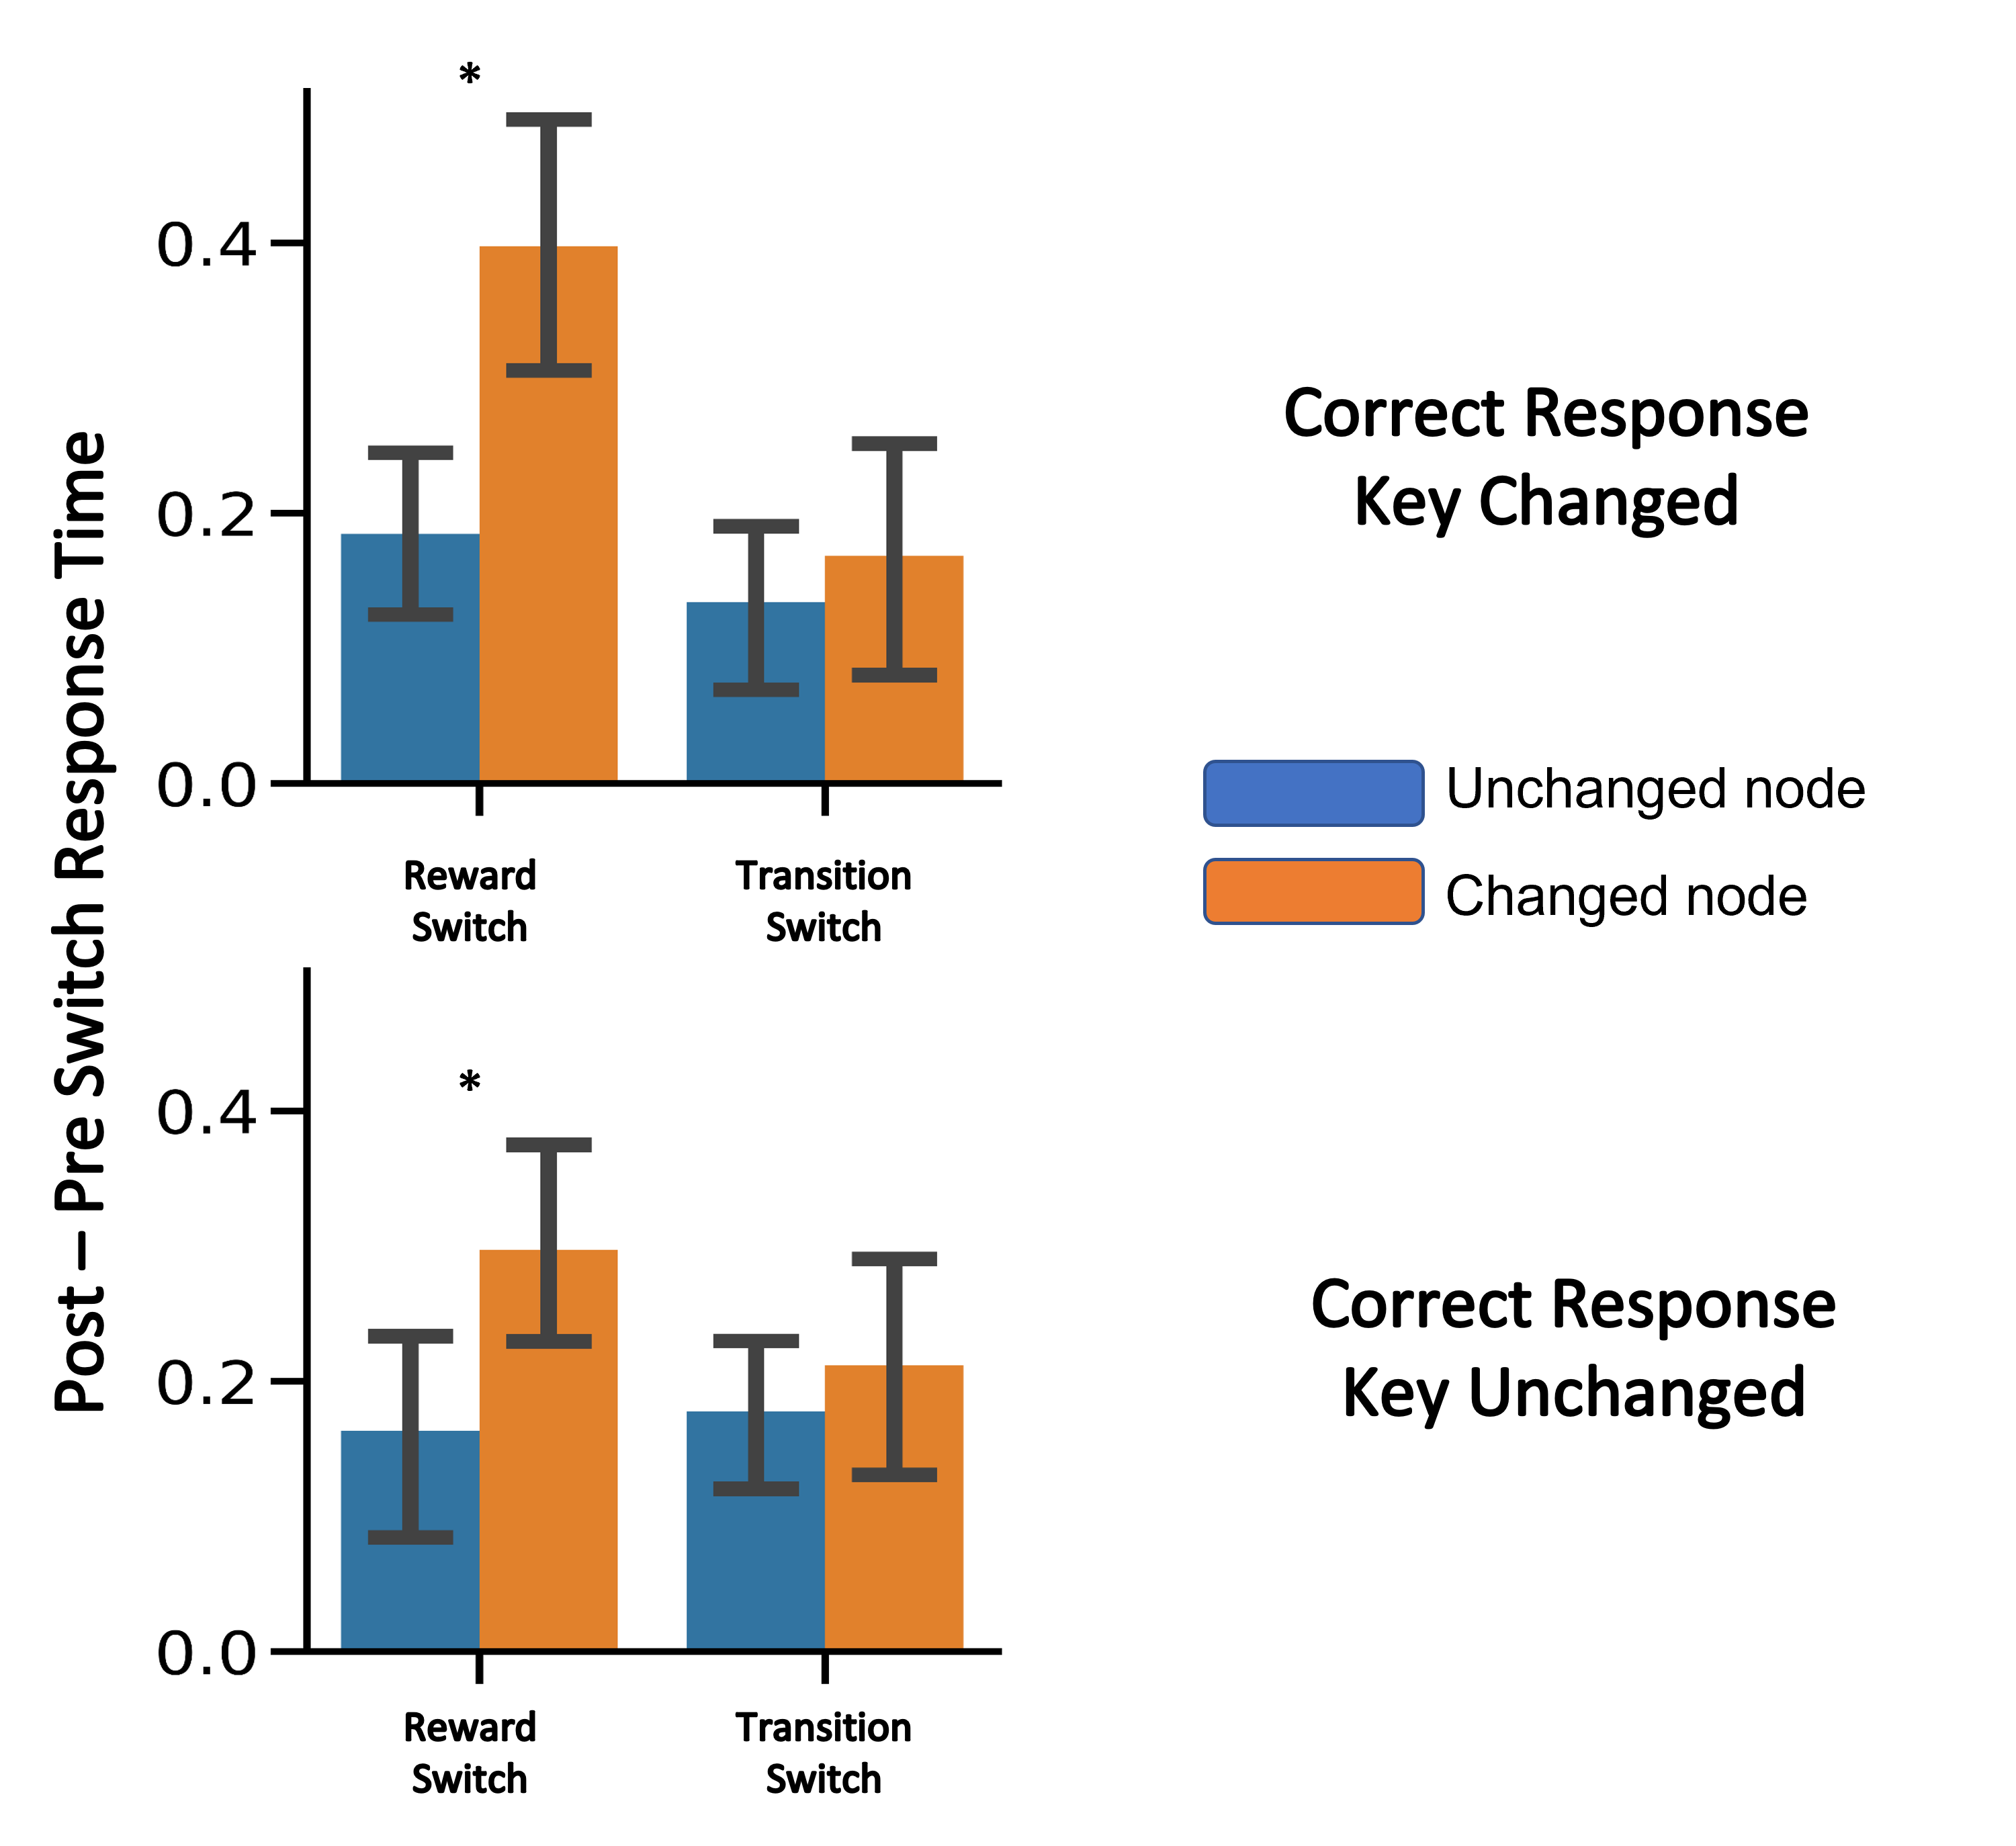 Post – Pre Switch Response Time
*
0.4
0.2
0.0
Reward
Switch
Transition
Switch
Correct Response
Key Changed
Unchanged node
Changed node
*
0.4
0.2
0.0
Reward
Switch
Transition
Switch
Correct Response
Key Unchanged